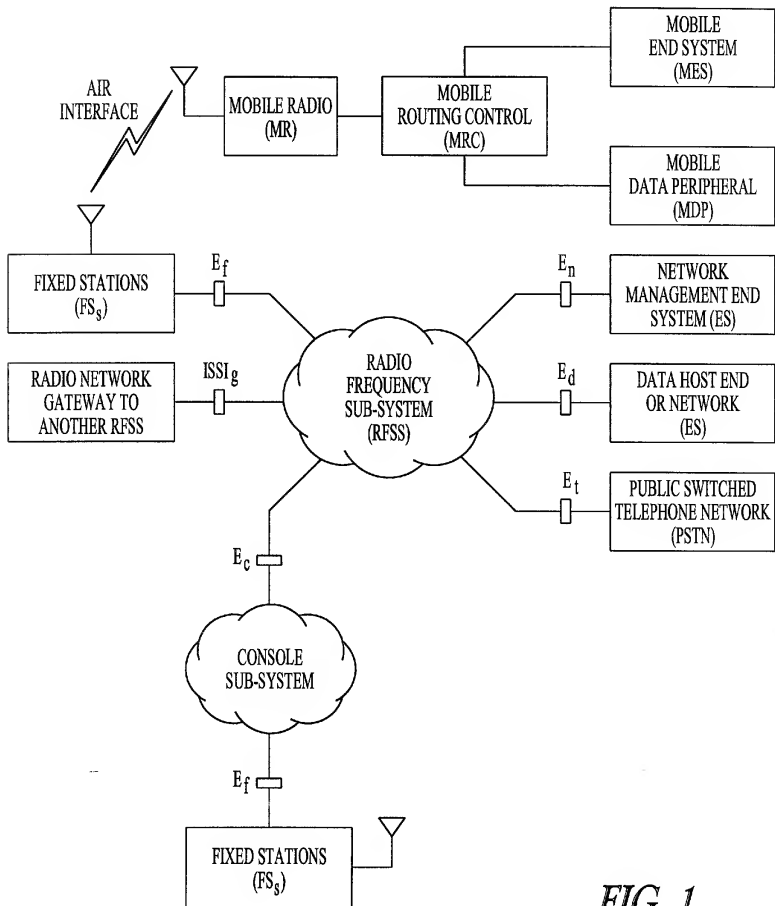 MOBILE
END SYSTEM
(MES)
AIR
INTERFACE
MOBILE RADIO
(MR)
MOBILE
ROUTING CONTROL
(MRC)
MOBILE
DATA PERIPHERAL
(MDP)
FIXED STATIONS
(FSs)
Ef
En
NETWORK
MANAGEMENT END
SYSTEM (ES)
RADIO NETWORK
GATEWAY TO
ANOTHER RFSS
ISSIg
RADIO
FREQUENCY
SUB-SYSTEM
(RFSS)
Ed
DATA HOST END
OR NETWORK
(ES)
Et
PUBLIC SWITCHED
TELEPHONE NETWORK
(PSTN)
Ec
CONSOLE
SUB-SYSTEM
Ef
FIXED STATIONS
(FSs)
FIG. 1